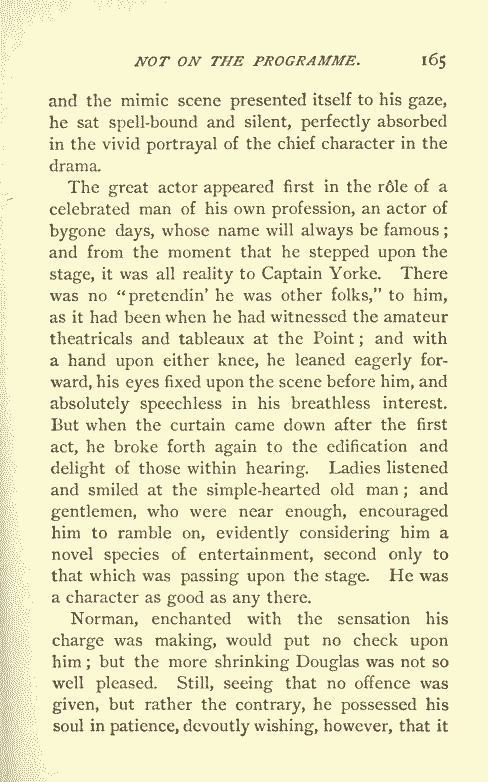 NOT ON THE PROGRAMME. 165
and the mimic scene presented itself to his gaze,
he sat spell-bound and silent, perfectly absorbed
in the vivid portrayal of the chief character in the
drama.
The great actor appeared first in the rôle of a
celebrated man of his own profession, an actor of
bygone days, whose name will always be famous;
and from the moment that he stepped upon the
stage, it was all reality to Captain Yorke. There
was no "pretendin' he was other folks," to him,
as it had been when he had witnessed the amateur
theatricals and tableaux at the Point; and with
a hand upon either knee, he leaned eagerly for-
ward, his eyes fixed upon the scene before him, and
absolutely speechless in his breathless interest.
But when the curtain came down after the first
act, he broke forth again to the edification and
delight of those within hearing. Ladies listened
and smiled at the simple-hearted old man; and
gentlemen, who were near enough, encouraged
him to ramble on, evidently considering him a
novel species of entertainment, second only to
that which was passing upon the stage. He was
a character as good as any there.
Norman, enchanted with the sensation his
charge was making, would put no check upon
him; but the more shrinking Douglas was not so
well pleased. Still, seeing that no offence was
given, but rather the contrary, he possessed his
soul in patience, devoutly wishing, however, that it